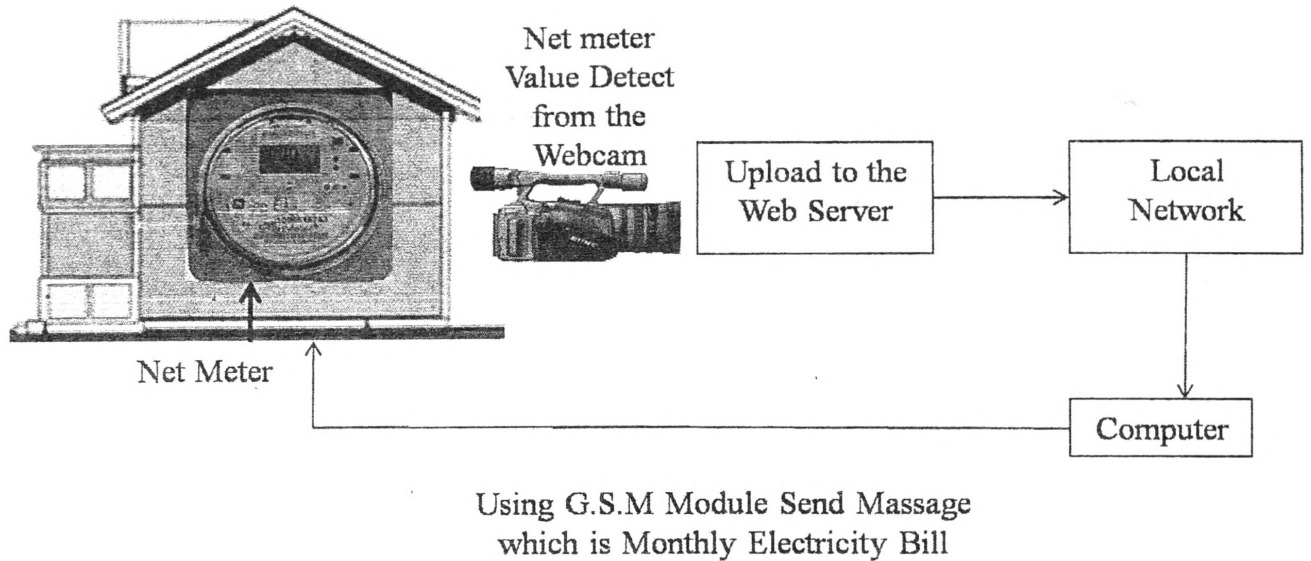 Net meter
Value Detect
from the
Webcam
Upload to the
Web Server
Local
Network
Net Meter
Computer
Using G.S.M Module Send Massage
which is Monthly Electricity Bill